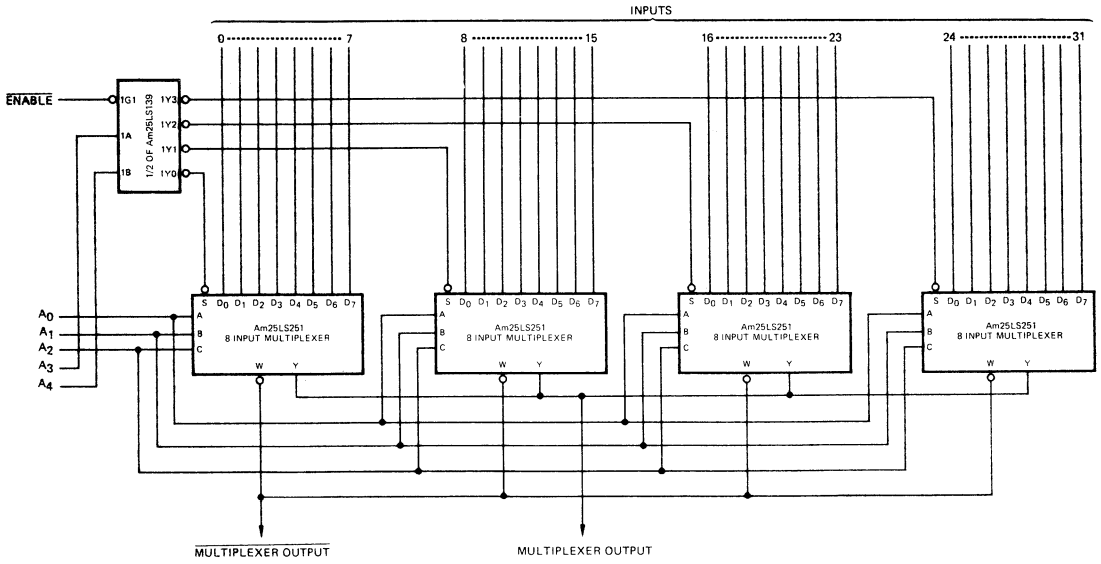 INPUTS
0 7 8 15 16 23 24 31
ENABLE
1G1 1Y3
1A 1Y2
1Y1
1B 1Y0
1/2 OF Am25LS139
S D0 D1 D2 D3 D4 D5 D6 D7
S D0 D1 D2 D3 D4 D5 D6 D7
S D0 D1 D2 D3 D4 D5 D6 D7
S D0 D1 D2 D3 D4 D5 D6 D7
A0
A1
A2
A3
A4
A
B
C
Am25LS251
8 INPUT MULTIPLEXER
W Y
A
B
C
Am25LS251
8 INPUT MULTIPLEXER
W Y
A
B
C
Am25LS251
8 INPUT MULTIPLEXER
W Y
A
B
C
Am25LS251
8 INPUT MULTIPLEXER
W Y
MULTIPLEXER OUTPUT
MULTIPLEXER OUTPUT